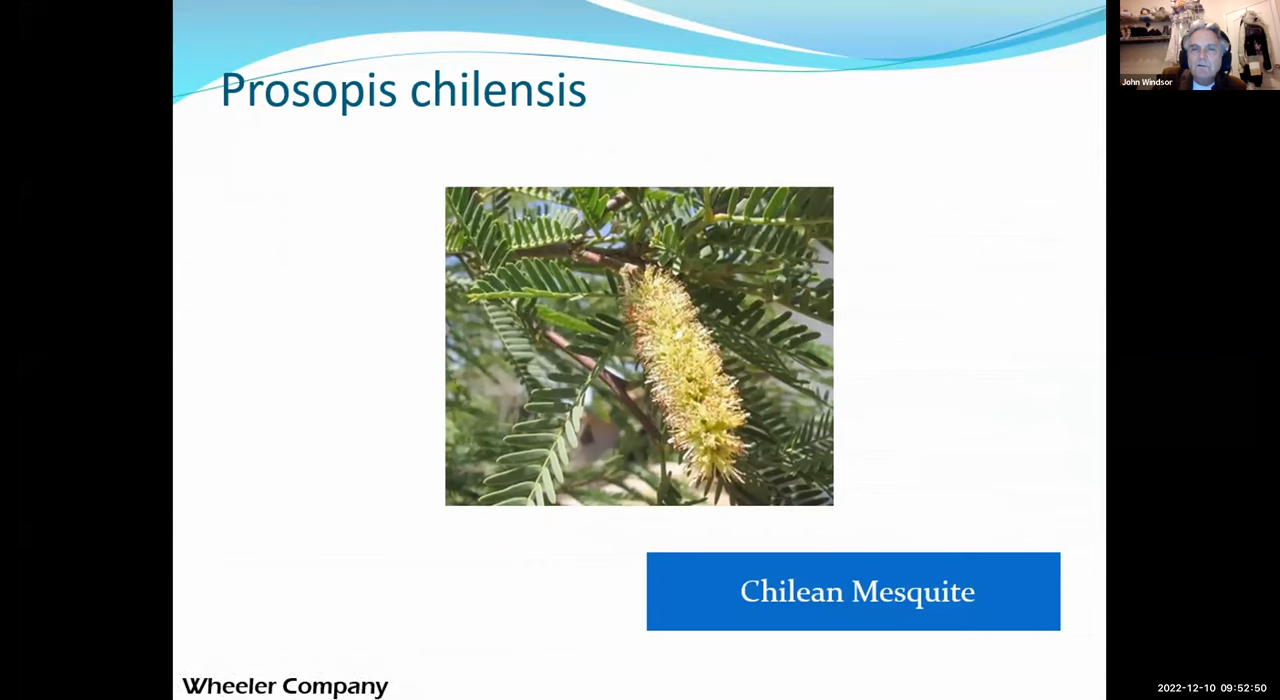 Prosopis chilensis
John Windsor
Chilean Mesquite
Wheeler Company
2022-12-10 09:52:50